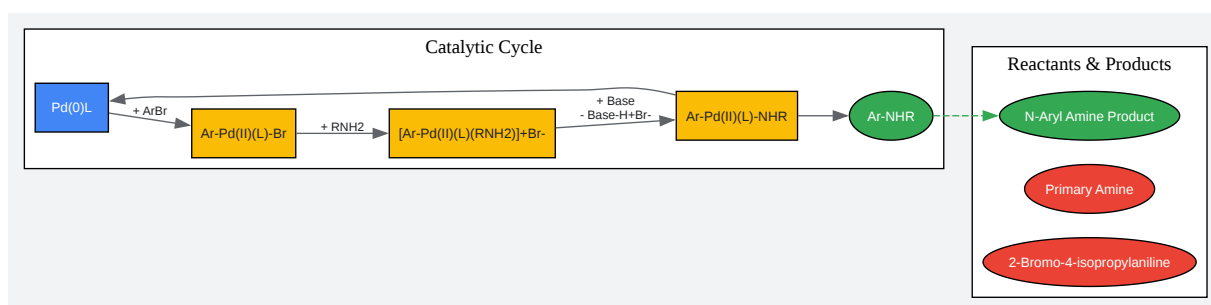 Catalytic Cycle
Pd(0)L
+ ArBr
Ar-Pd(II)(L)-Br
+ RNH2
[Ar-Pd(II)(L)(RNH2)]+Br-
+ Base
- Base-H+Br-
Ar-Pd(II)(L)-NHR
Ar-NHR
Reactants & Products
N-Aryl Amine Product
Primary Amine
2-Bromo-4-isopropylaniline